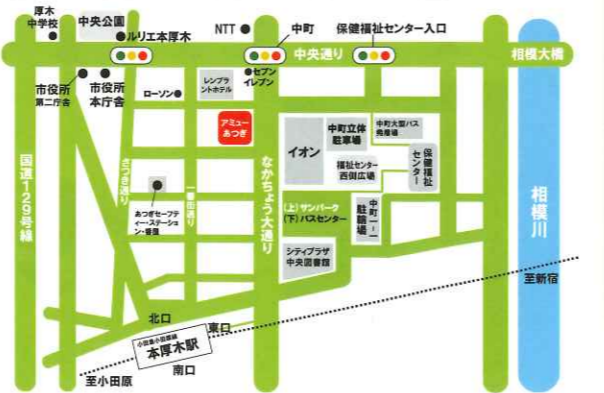 厚木
中学校
中央公園
ルリエ本厚木
NTT
中町
保健福祉センター入口
中央通り
相模大橋
市役所
第二庁舎
市役所
本庁舎
ローソン
レンブラ
ントホテル
セブン
イレブン
アミュー
あつぎ
イオン
中町立体
駐車場
中町大型バス
発着場
福祉センター
西側広場
保健福祉
センター
国道129号線
さつき通り
一番街通り
なかちょう大通り
相模川
あつぎセーフテ
ィーステーショ
ン・番屋
(上)サンパーク
(下)バスセンター
シティプラザ
中央図書館
至新宿
北口
東口
小田急小田原線
本厚木駅
南口
至小田原